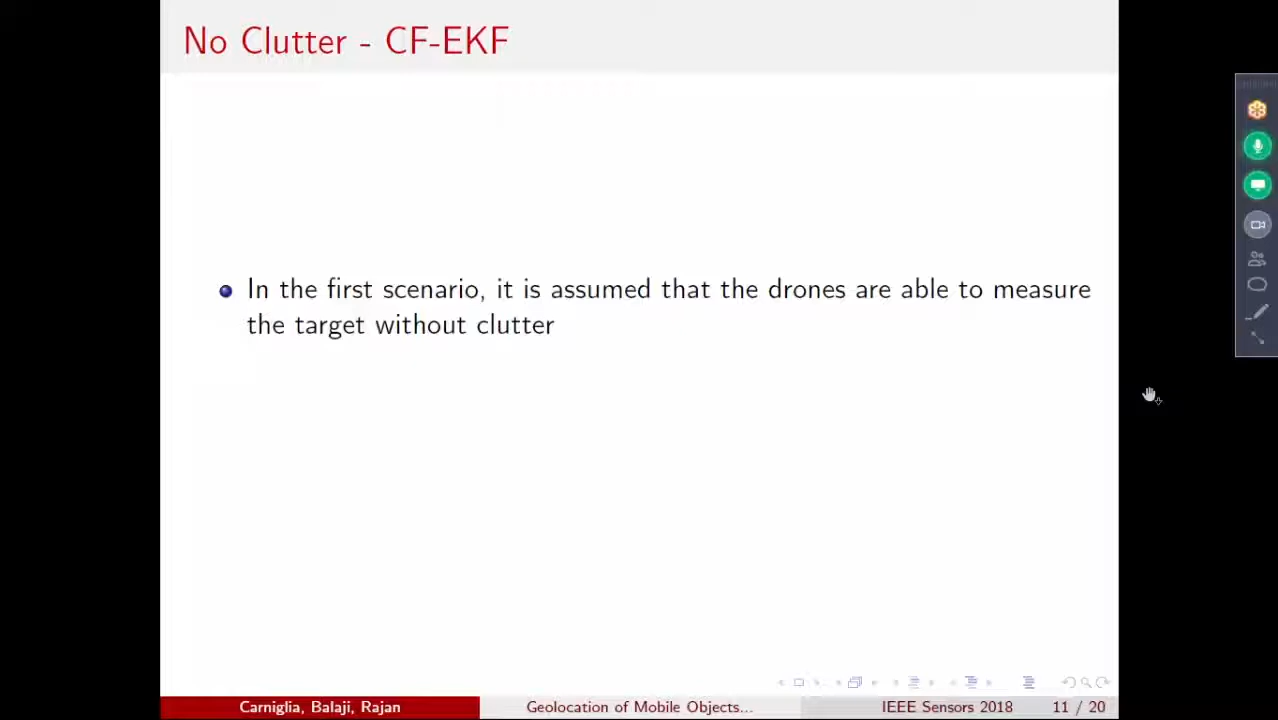 No Clutter - CF-EKF
In the first scenario, it is assumed that the drones are able to measure
the target without clutter
Carniglia, Balaji, Rajan
Geolocation of Mobile Objects...
IEEE Sensors 2018
11 / 20